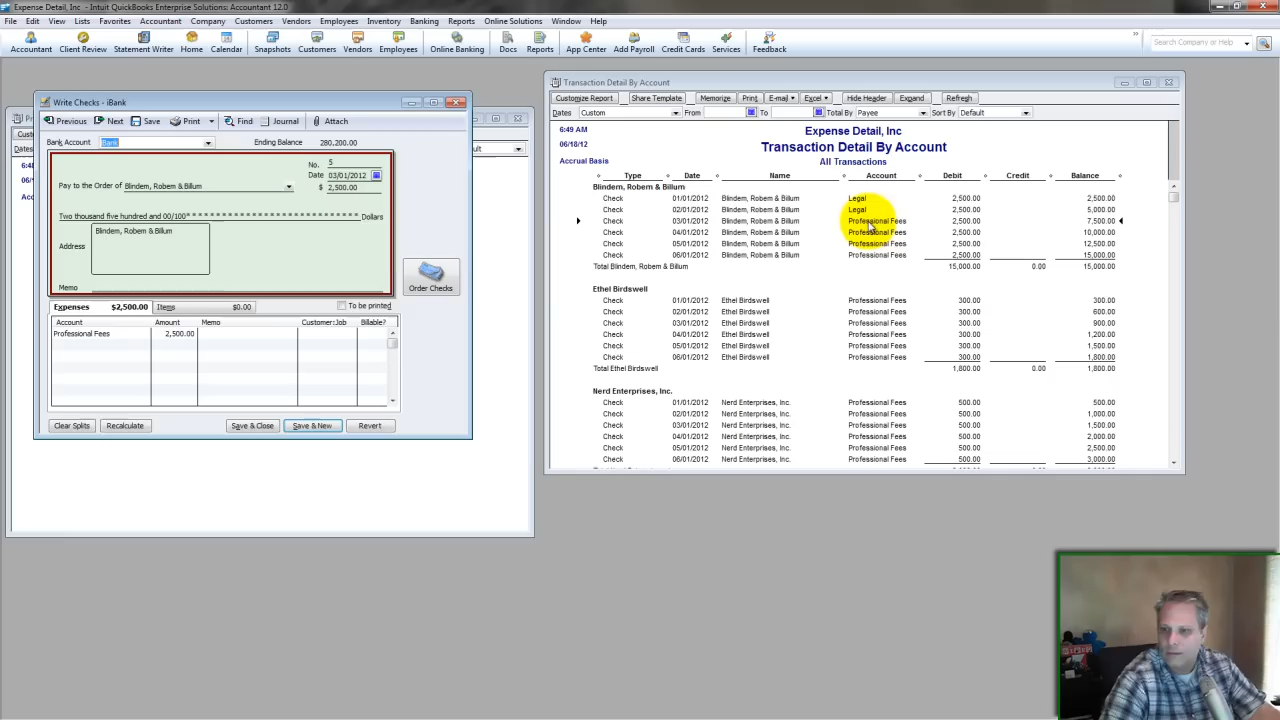 Expense Detail, Inc - Intuit QuickBooks Enterprise Solutions: Accountant 12.0
File Edit View Lists Favorites Accountant Company Customers Vendors Employees Inventory Banking Reports Online Solutions Window Help
Accountant Client Review Statement Writer Home Calendar Snapshots Customers Vendors Employees Online Banking Docs Reports App Center Add Payroll Credit Cards Services Feedback
Search Company or Help
Write Checks - iBank
Previous Next Save Print Find Journal Attach
Bank Account Bank Ending Balance 280,200.00
No. 5
Date 03/01/2012
Pay to the Order of Blindem, Robem & Billum $ 2,500.00
Two thousand five hundred and 00/100* * * * * * * * * * * * * * * * * * * * * * * * * * * * * * * * * * Dollars
Blindem, Robem & Billum
Address
Memo
Order Checks
Expenses $2,500.00 Items $0.00 To be printed
Account Amount Memo Customer:Job Billable?
Professional Fees 2,500.00
Clear Splits Recalculate Save & Close Save & New Revert
Transaction Detail By Account
Customize Report Share Template Memorize Print E-mail Excel Hide Header Expand Refresh
Dates Custom From To Total By Payee Sort By Default
6:49 AM Expense Detail, Inc
06/18/12 Transaction Detail By Account
Accrual Basis All Transactions
Type Date Name Account Debit Credit Balance
Blindem, Robem & Billum
Check 01/01/2012 Blindem, Robem & Billum Legal 2,500.00 2,500.00
Check 02/01/2012 Blindem, Robem & Billum Legal 2,500.00 5,000.00
Check 03/01/2012 Blindem, Robem & Billum Professional Fees 2,500.00 7,500.00
Check 04/01/2012 Blindem, Robem & Billum Professional Fees 2,500.00 10,000.00
Check 05/01/2012 Blindem, Robem & Billum Professional Fees 2,500.00 12,500.00
Check 06/01/2012 Blindem, Robem & Billum Professional Fees 2,500.00 15,000.00
Total Blindem, Robem & Billum 15,000.00 0.00 15,000.00
Ethel Birdswell
Check 01/01/2012 Ethel Birdswell Professional Fees 300.00 300.00
Check 02/01/2012 Ethel Birdswell Professional Fees 300.00 600.00
Check 03/01/2012 Ethel Birdswell Professional Fees 300.00 900.00
Check 04/01/2012 Ethel Birdswell Professional Fees 300.00 1,200.00
Check 05/01/2012 Ethel Birdswell Professional Fees 300.00 1,500.00
Check 06/01/2012 Ethel Birdswell Professional Fees 300.00 1,800.00
Total Ethel Birdswell 1,800.00 0.00 1,800.00
Nerd Enterprises, Inc.
Check 01/01/2012 Nerd Enterprises, Inc. Professional Fees 500.00 500.00
Check 02/01/2012 Nerd Enterprises, Inc. Professional Fees 500.00 1,000.00
Check 03/01/2012 Nerd Enterprises, Inc. Professional Fees 500.00 1,500.00
Check 04/01/2012 Nerd Enterprises, Inc. Professional Fees 500.00 2,000.00
Check 05/01/2012 Nerd Enterprises, Inc. Professional Fees 500.00 2,500.00
Check 06/01/2012 Nerd Enterprises, Inc. Professional Fees 500.00 3,000.00